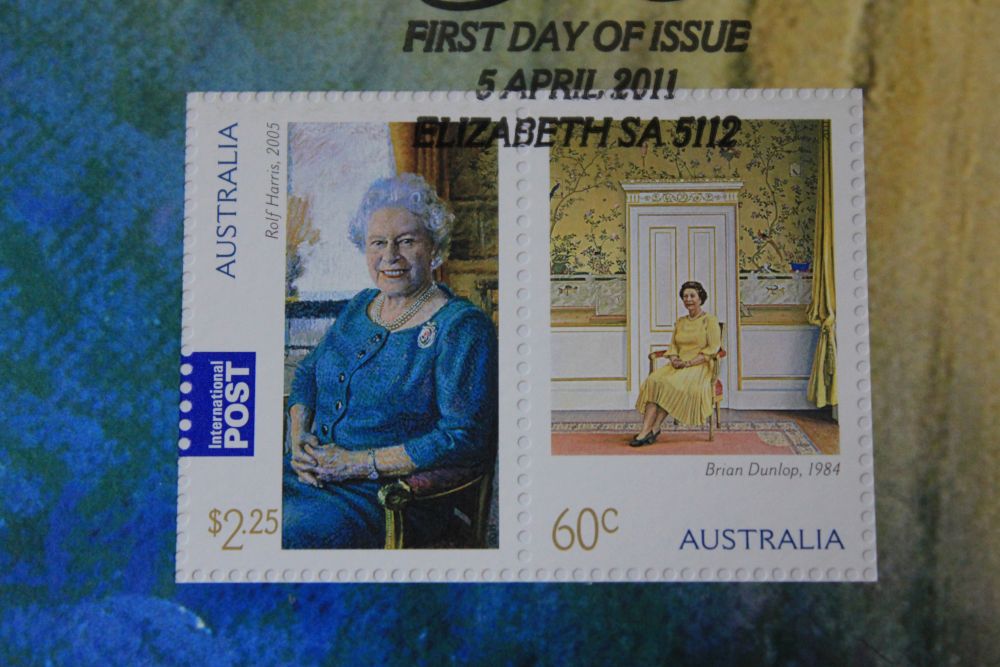 FIRST DAY OF ISSUE
5 APRIL 2011
ELIZABETH SA 5112
AUSTRALIA
Rolf Harris, 2005
International
POST
$2.25
Brian Dunlop, 1984
60c
AUSTRALIA